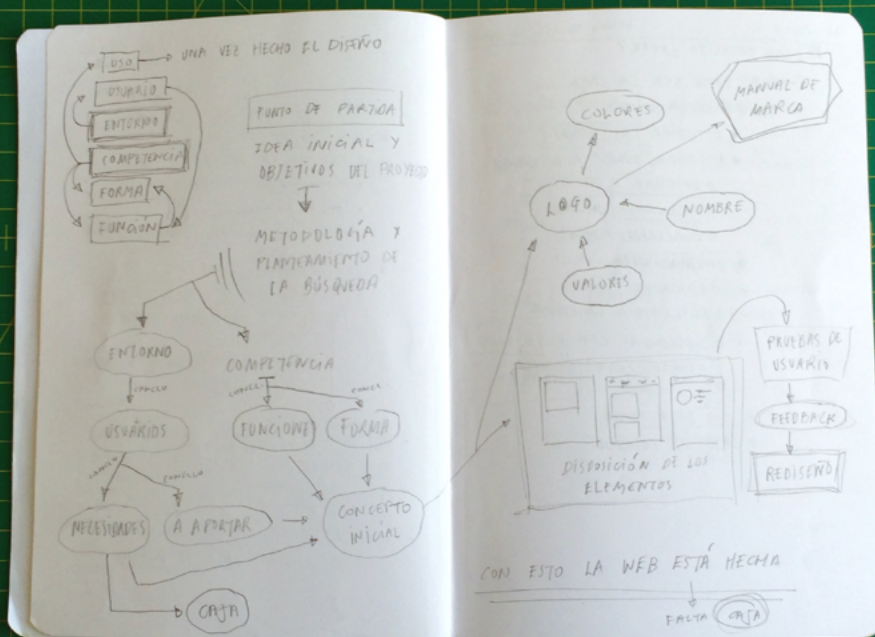 USO
UNA VEZ HECHO EL DISEÑO
USUARIO
ENTORNO
COMPETENCIA
FORMA
FUNCIÓN
PUNTO DE PARTIDA
IDEA INICIAL Y
OBJETIVOS DEL PROYECTO
METODOLOGÍA Y
PLANTEAMIENTO DE
LA BÚSQUEDA
ENTORNO
COMPETENCIA
USUARIOS
FUNCIONE
FORMA
NECESIDADES
A APORTAR
CONCEPTO
INICIAL
CAJA
COLORES
MANUAL DE
MARCA
LOGO
NOMBRE
VALORES
DISPOSICIÓN DE LOS
ELEMENTOS
PRUEBAS DE
USUARIO
FEEDBACK
REDISEÑO
CON ESTO LA WEB ESTÁ HECHA
FALTA CAJA